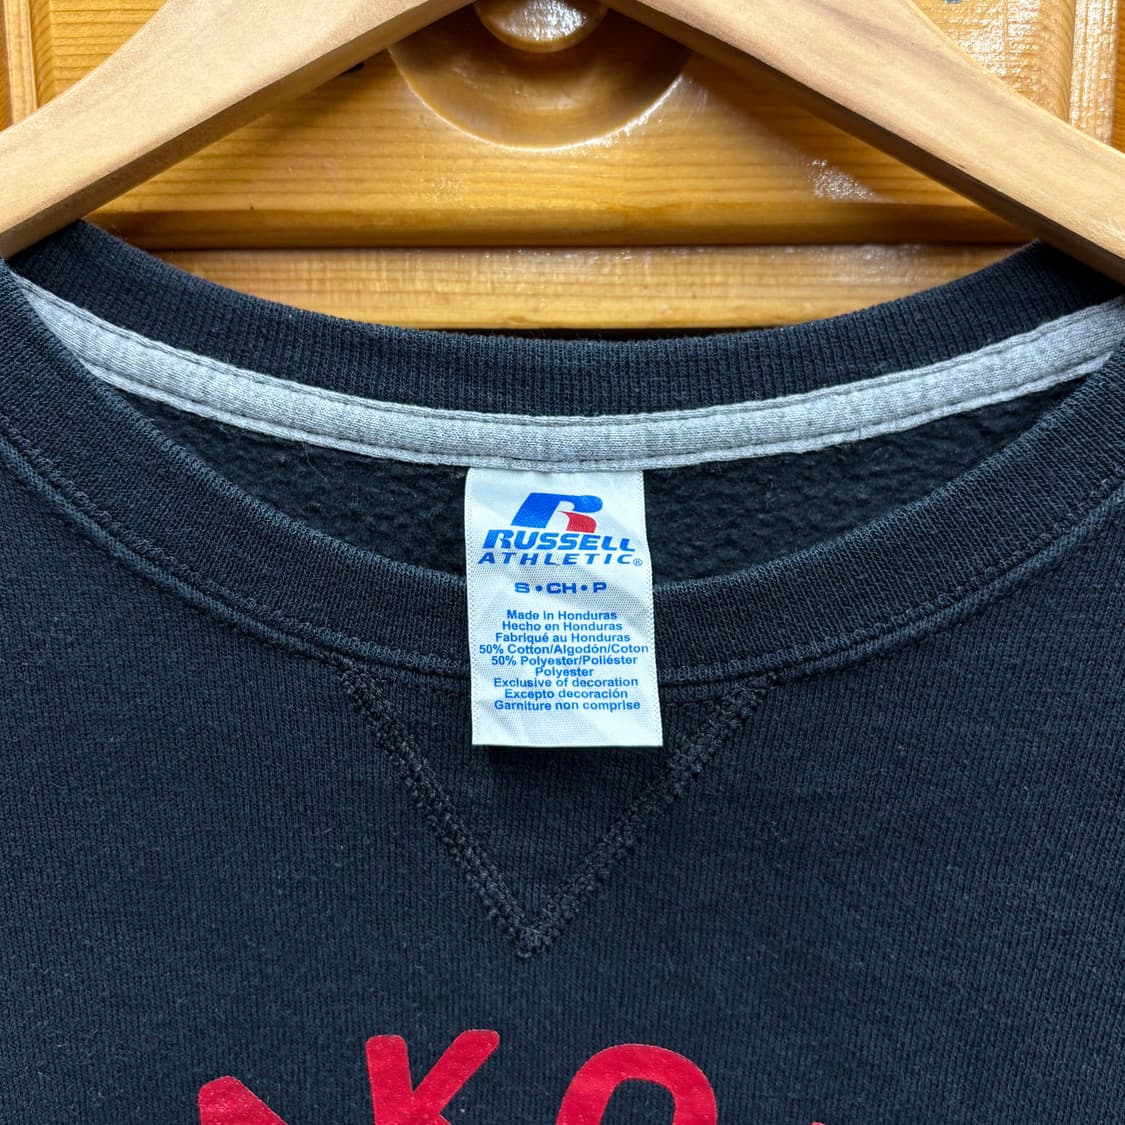 RUSSELL
ATHLETIC®
S•CH•P
Made in Honduras
Hecho en Honduras
Fabriqué au Honduras
50% Cotton/Algodón/Coton
50% Polyester/Poliéster
Polyester
Exclusive of decoration
Excepto decoración
Garniture non comprise
KO